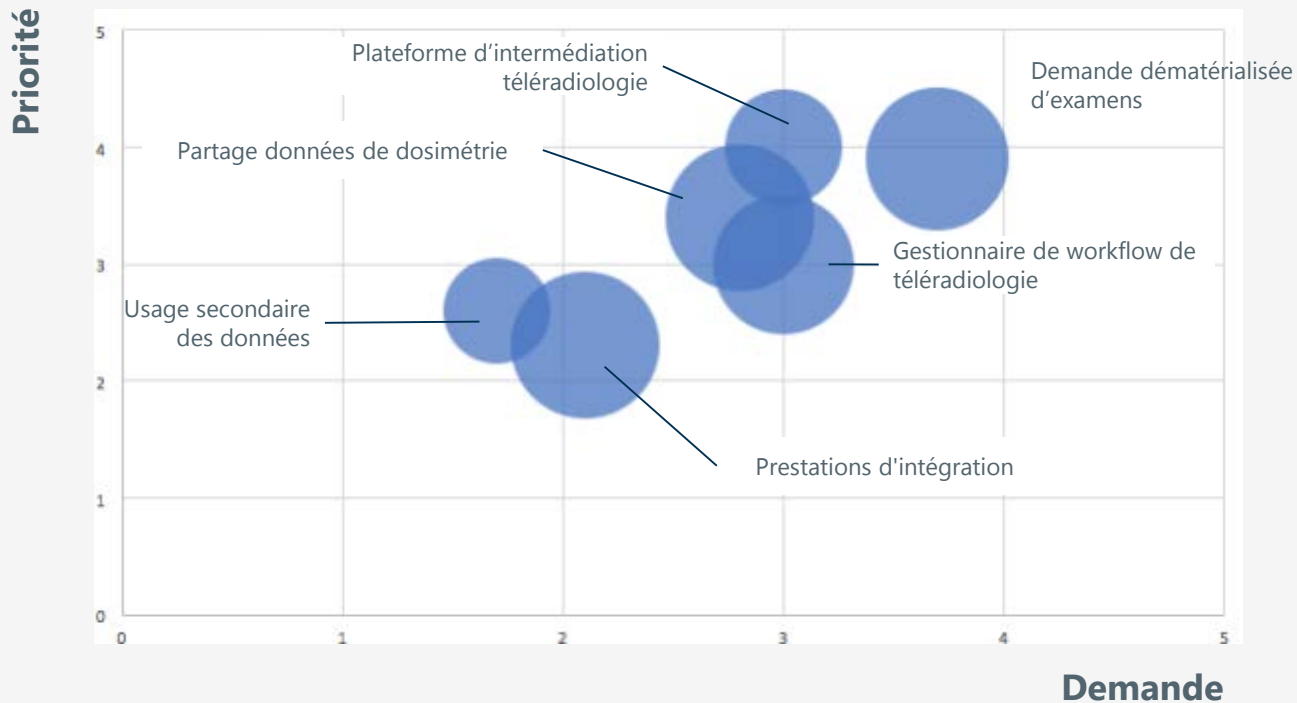 Priorité
5
Plateforme d’intermédiation
téléradiologie
Demande dématérialisée
d’examens
4
Partage données de dosimétrie
3
Gestionnaire de workflow de
téléradiologie
Usage secondaire
des données
2
Prestations d'intégration
1
0
0 1 2 3 4 5
Demande